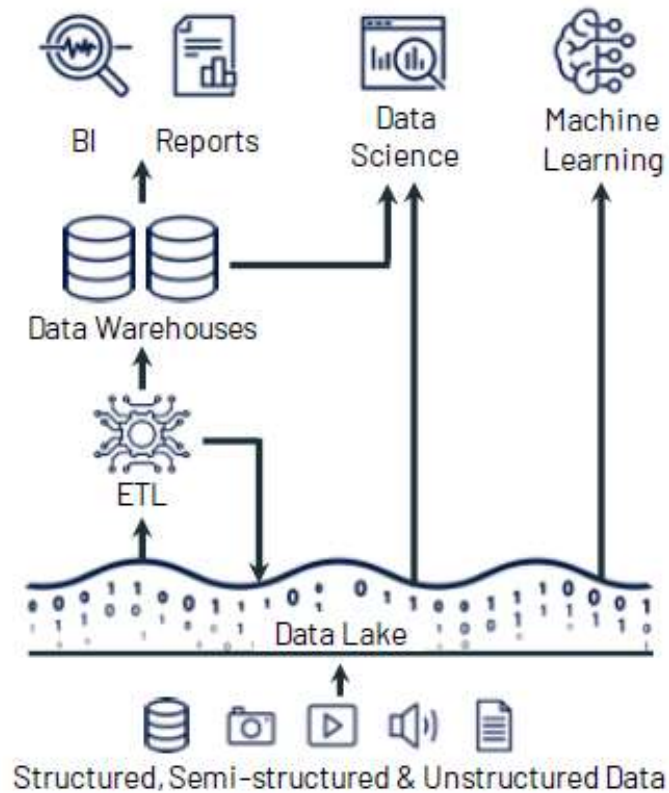 BI Reports
Data
Science
Machine
Learning
Data Warehouses
ETL
Data Lake
Structured, Semi-structured & Unstructured Data